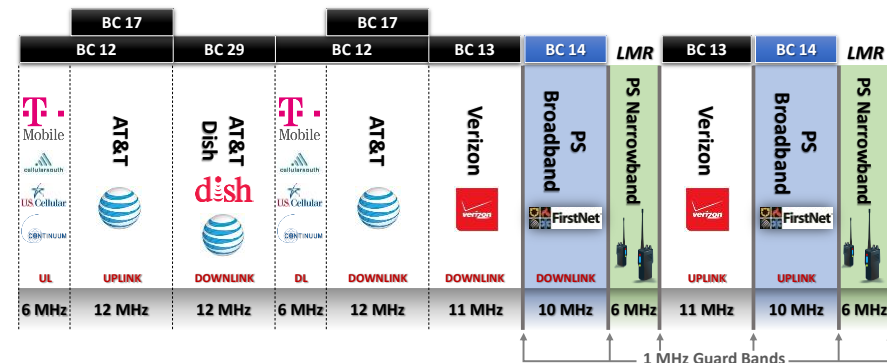 BC 17
BC 17
BC 12
BC 29
BC 12
BC 13
BC 14
LMR
BC 13
BC 14
LMR
T · ·
Mobile
cellularsouth
U.S. Cellular
CONTINUUM
AT&T
AT&T
Dish
dish
T · ·
Mobile
cellularsouth
U.S. Cellular
CONTINUUM
AT&T
Verizon
verizon
PS
Broadband
FirstNet
PS Narrowband
Verizon
verizon
PS
Broadband
FirstNet
PS Narrowband
UL
UPLINK
DOWNLINK
DL
DOWNLINK
DOWNLINK
DOWNLINK
UPLINK
UPLINK
6 MHz
12 MHz
12 MHz
6 MHz
12 MHz
11 MHz
10 MHz
6 MHz
11 MHz
10 MHz
6 MHz
1 MHz Guard Bands